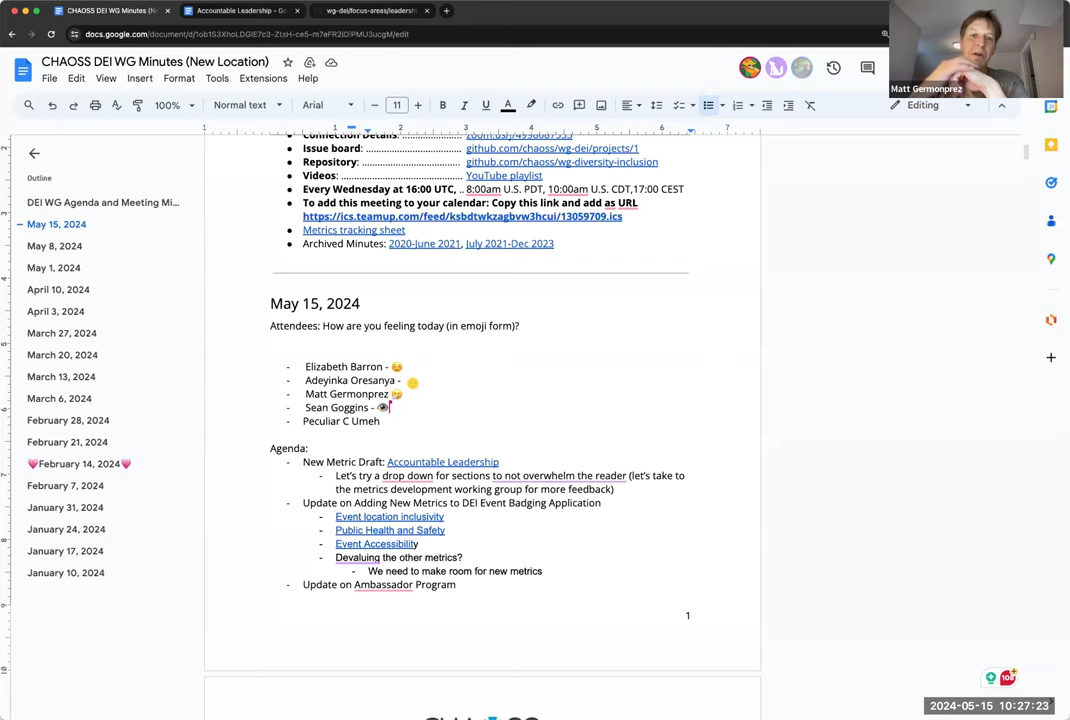 CHAOSS DEI WG Minutes (N
Accountable Leadership - Go
wg-dei/focus-areas/leadersh
docs.google.com/document/d/
Matt Germonprez
CHAOSS DEI WG Minutes (New Location)
File Edit View Insert Format Tools Extensions Help
100% Normal text Arial 11 Editing
1 1 2 3 4 5 6 7
Connection Details:
Issue board: github.com/chaoss/wg-dei/projects/1
Repository: github.com/chaoss/wg-diversity-inclusion
Videos: YouTube playlist
Every Wednesday at 16:00 UTC, .. 8:00am U.S. PDT, 10:00am U.S. CDT,17:00 CEST
To add this meeting to your calendar: Copy this link and add as URL
https://ics.teamup.com/feed/ksbdtwkzagbvw3hcui/13059709.ics
Metrics tracking sheet
Archived Minutes: 2020-June 2021, July 2021-Dec 2023
Outline
DEI WG Agenda and Meeting Mi...
May 15, 2024
May 8, 2024
May 1, 2024
April 10, 2024
April 3, 2024
March 27, 2024
March 20, 2024
March 13, 2024
March 6, 2024
February 28, 2024
February 21, 2024
💗February 14, 2024💗
February 7, 2024
January 31, 2024
January 24, 2024
January 17, 2024
January 10, 2024
May 15, 2024
Attendees: How are you feeling today (in emoji form)?
- Elizabeth Barron -
- Adeyinka Oresanya -
- Matt Germonprez
- Sean Goggins - 👁
- Peculiar C Umeh
Agenda:
- New Metric Draft: Accountable Leadership
- Let's try a drop down for sections to not overwhelm the reader (let's take to
the metrics development working group for more feedback)
- Update on Adding New Metrics to DEI Event Badging Application
- Event location inclusivity
- Public Health and Safety
- Event Accessibility
- Devaluing the other metrics?
- We need to make room for new metrics
- Update on Ambassador Program
1
108
2024-05-15 10:27:23